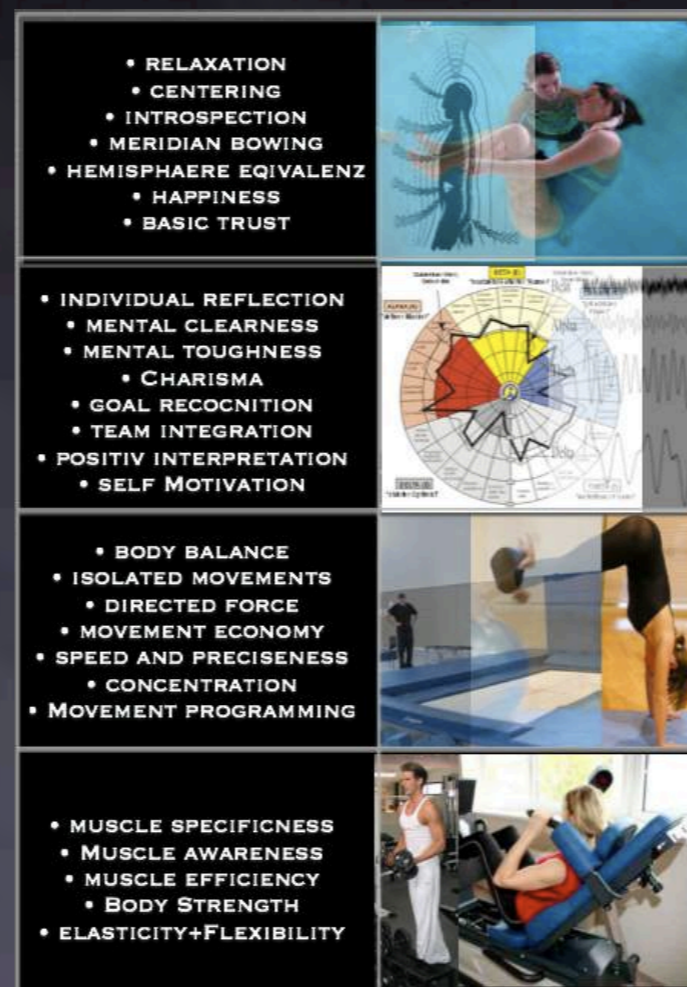 • RELAXATION
• CENTERING
• INTROSPECTION
• MERIDIAN BOWING
• HEMISPHAERE EQIVALENZ
• HAPPINESS
• BASIC TRUST
• INDIVIDUAL REFLECTION
• MENTAL CLEARNESS
• MENTAL TOUGHNESS
• CHARISMA
• GOAL RECOCNITION
• TEAM INTEGRATION
• POSITIV INTERPRETATION
• SELF MOTIVATION
Beta
Alpha
• BODY BALANCE
• ISOLATED MOVEMENTS
• DIRECTED FORCE
• MOVEMENT ECONOMY
• SPEED AND PRECISENESS
• CONCENTRATION
• MOVEMENT PROGRAMMING
• MUSCLE SPECIFICNESS
• MUSCLE AWARENESS
• MUSCLE EFFICIENCY
• BODY STRENGTH
• ELASTICITY+FLEXIBILITY